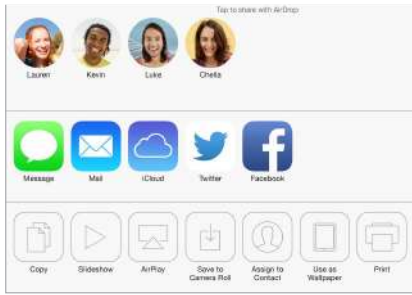 Tap to share with AirDrop
Lauren Kevin Luke Chella
Message Mail iCloud Twitter Facebook
Copy Slideshow AirPlay Save to Camera Roll Assign to Contact Use as Wallpaper Print